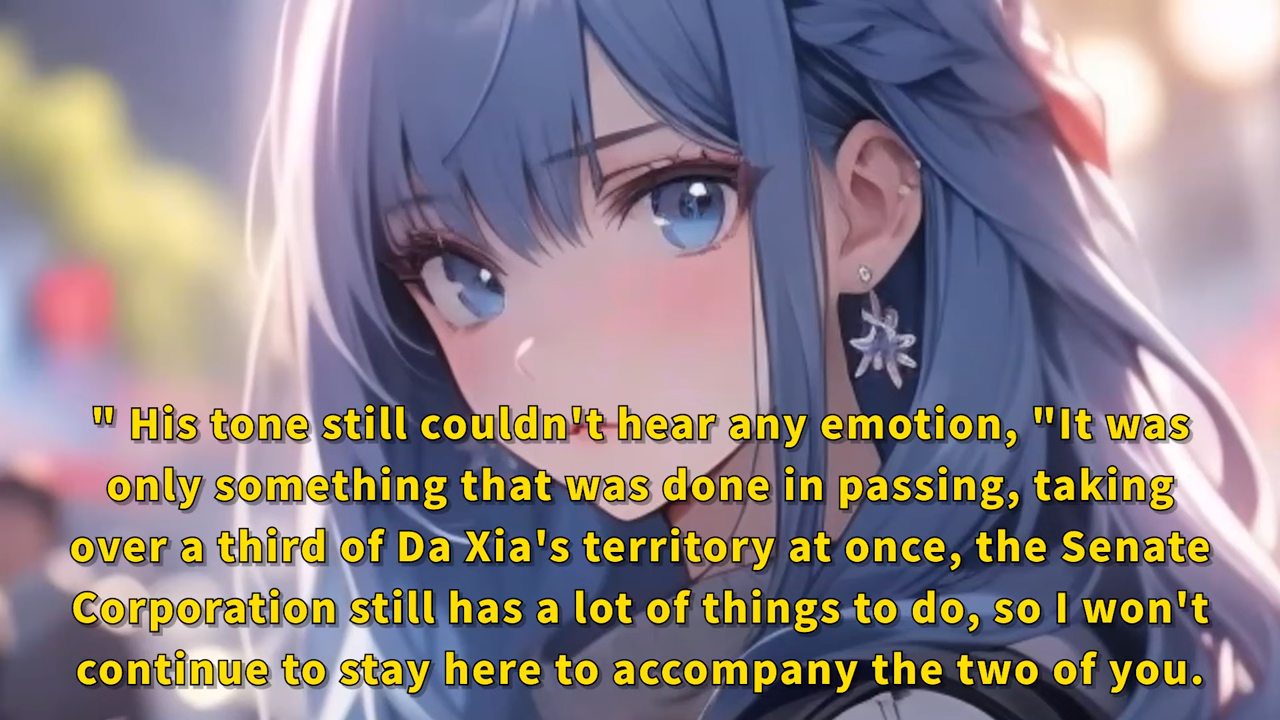 " His tone still couldn't hear any emotion, "It was
only something that was done in passing, taking
over a third of Da Xia's territory at once, the Senate
Corporation still has a lot of things to do, so I won't
continue to stay here to accompany the two of you.